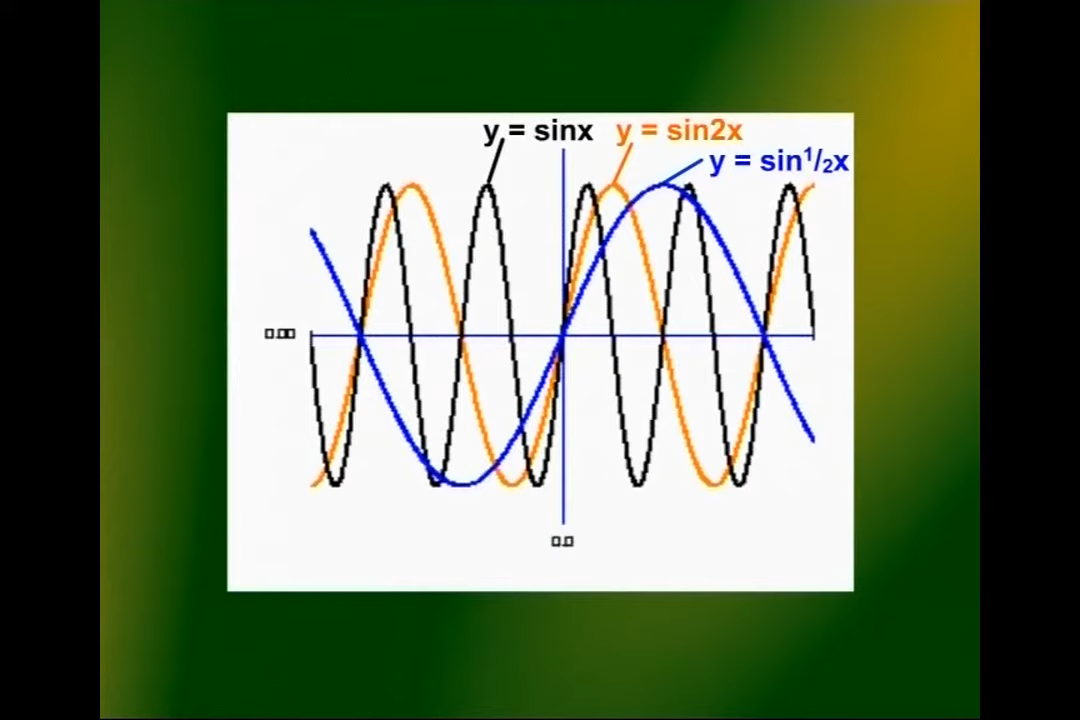 y = sinx
y = sin2x
y = sin¹/₂x
0.00
0.0